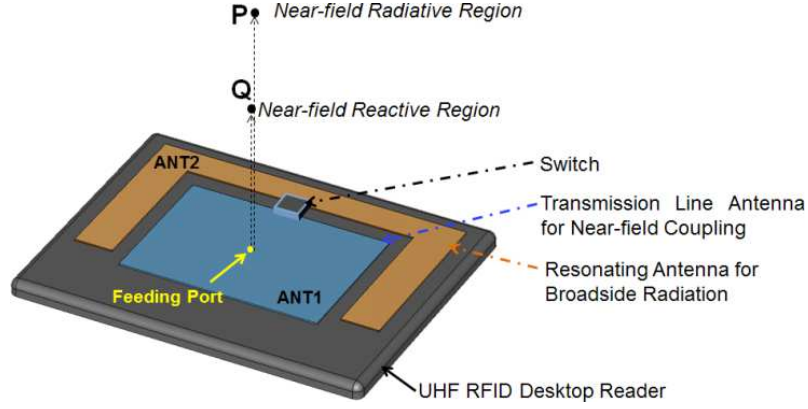 P
Near-field Radiative Region
Q
Near-field Reactive Region
ANT2
Switch
Transmission Line Antenna
for Near-field Coupling
Feeding Port
ANT1
Resonating Antenna for
Broadside Radiation
UHF RFID Desktop Reader